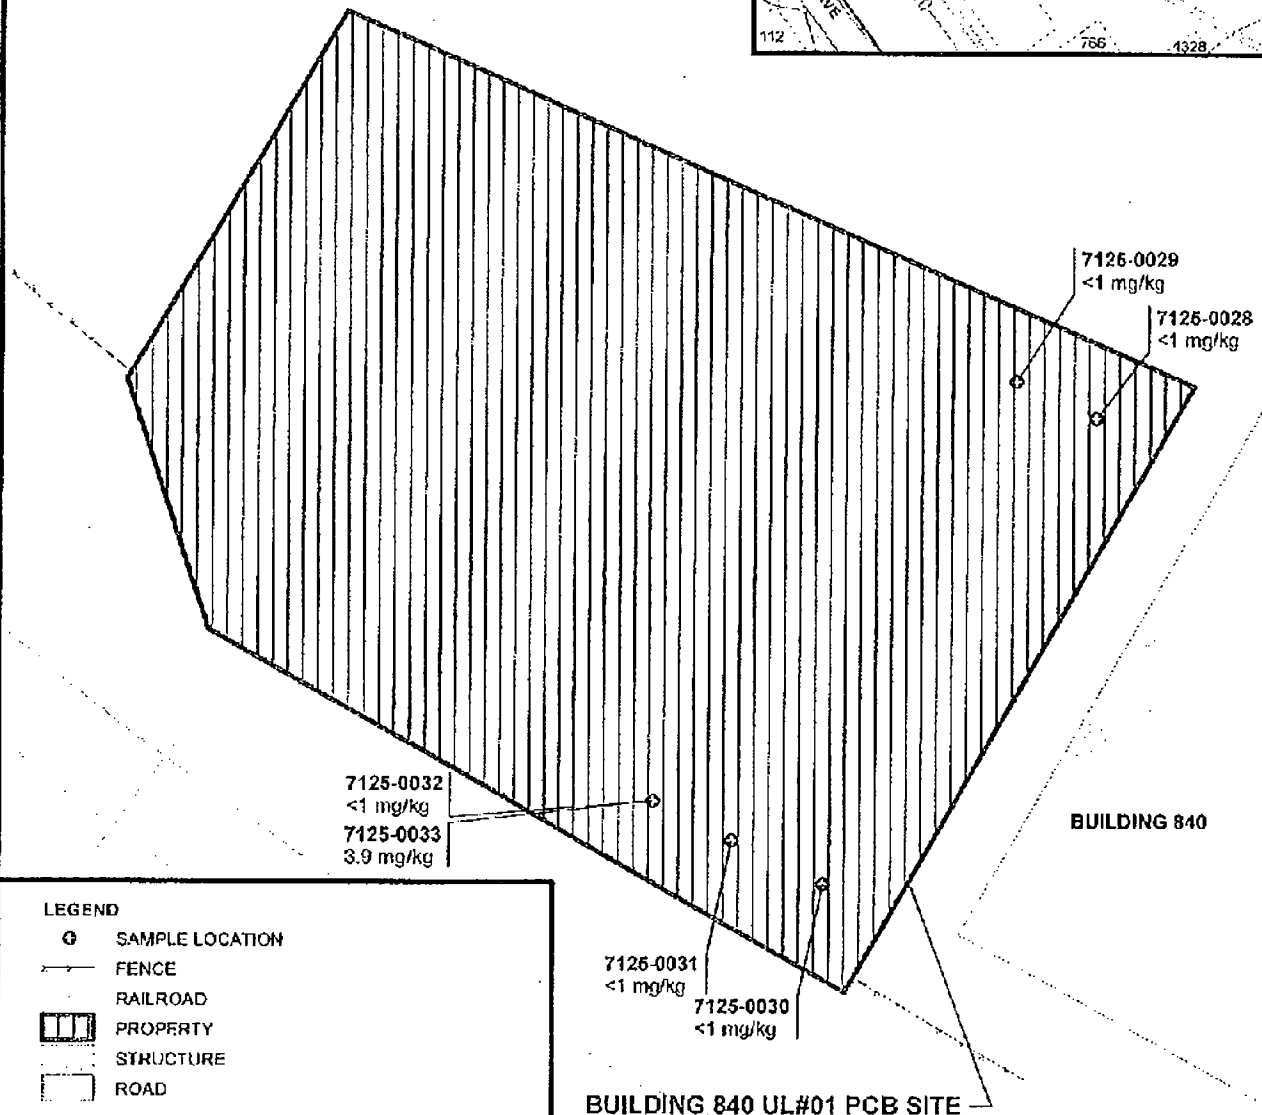 112
766
1328
7125-0029
<1 mg/kg
7125-0028
<1 mg/kg
7125-0032
<1 mg/kg
7125-0033
3.9 mg/kg
BUILDING 840
7125-0031
<1 mg/kg
7125-0030
<1 mg/kg
BUILDING 840 UL#01 PCB SITE
LEGEND
SAMPLE LOCATION
FENCE
RAILROAD
PROPERTY
STRUCTURE
ROAD